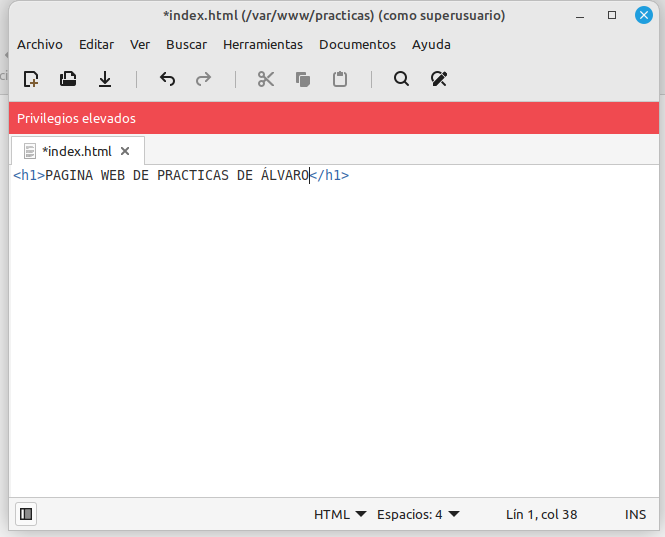 *index.html (/var/www/practicas) (como superusuario)
Archivo Editar Ver Buscar Herramientas Documentos Ayuda
Privilegios elevados
*index.html
<h1>PAGINA WEB DE PRACTICAS DE ÁLVARO</h1>
HTML Espacios: 4 Lín 1, col 38 INS